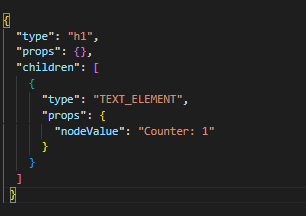 {
  "type": "h1",
  "props": {},
  "children": [
    {
      "type": "TEXT_ELEMENT",
      "props": {
        "nodeValue": "Counter: 1"
      }
    }
  ]
}